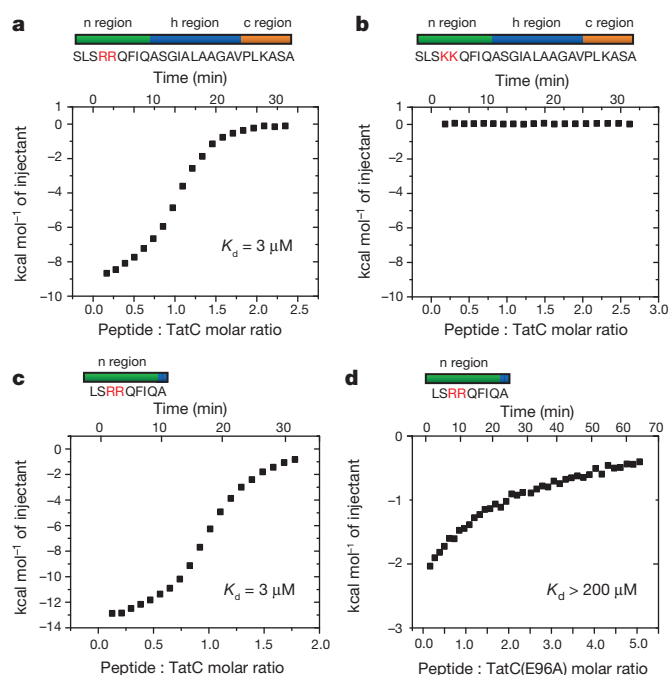 a
n region h region c region
SLSRRQFIQASGIALAAGAVPLKASA
Time (min)
0 10 20 30
kcal mol⁻¹ of injectant
1
0
−2
−4
−6
−8
−10
Kd = 3 μM
0.0 0.5 1.0 1.5 2.0 2.5
Peptide : TatC molar ratio
b
n region h region c region
SLSKKQFIQASGIALAAGAVPLKASA
Time (min)
0 10 20 30
kcal mol⁻¹ of injectant
1
0
−2
−4
−6
−8
−10
0.0 0.5 1.0 1.5 2.0 2.5 3.0
Peptide : TatC molar ratio
c
n region
LSRRQFIQA
Time (min)
0 10 20 30
kcal mol⁻¹ of injectant
0
−2
−4
−6
−8
−10
−12
−14
Kd = 3 μM
0.0 0.5 1.0 1.5 2.0
Peptide : TatC molar ratio
d
n region
LSRRQFIQA
Time (min)
0 10 20 30 40 50 60 70
kcal mol⁻¹ of injectant
0
−1
−2
−3
Kd > 200 μM
0.0 1.0 2.0 3.0 4.0 5.0
Peptide : TatC(E96A) molar ratio